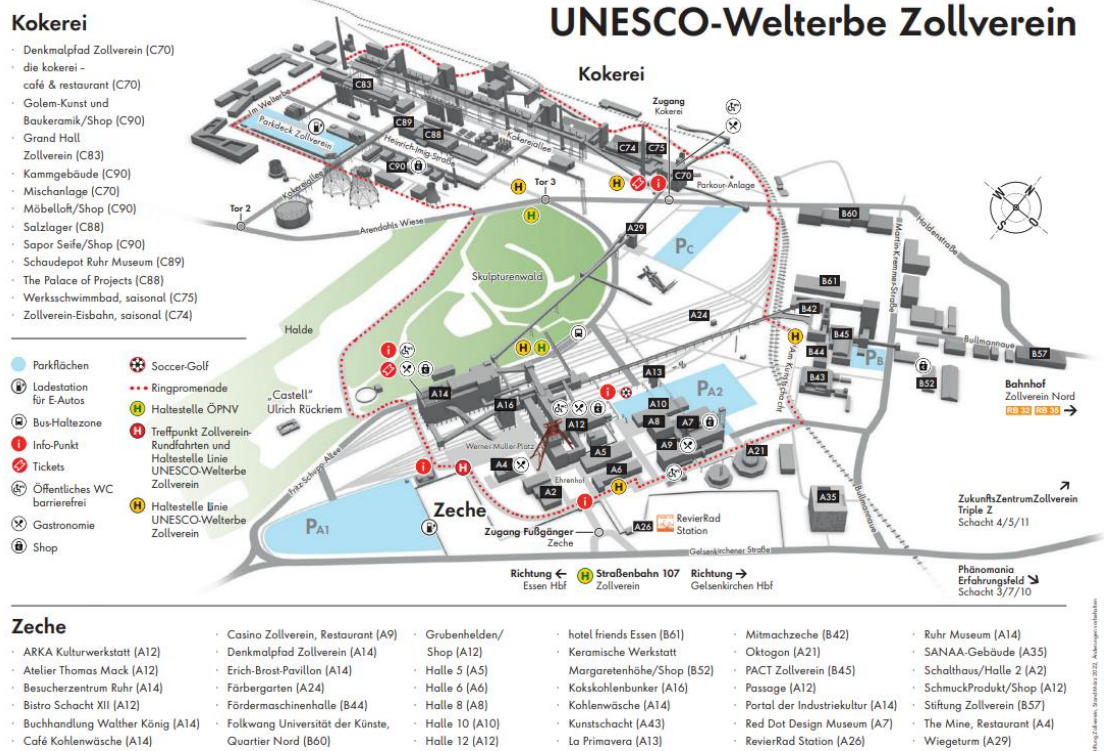 UNESCO-Welterbe Zollverein
Kokerei
· Denkmalpfad Zollverein (C70)
· die kokerei –
café & restaurant (C70)
· Golem-Kunst und
Baukeramik/Shop (C90)
· Grand Hall
Zollverein (C83)
· Kammgebäude (C90)
· Mischanlage (C70)
· Möbelloft/Shop (C90)
· Salzlager (C88)
· Sapor Seife/Shop (C90)
· Schaudepot Ruhr Museum (C89)
· The Palace of Projects (C88)
· Werksschwimmbad, saisonal (C75)
· Zollverein-Eisbahn, saisonal (C74)
Parkflächen
Ladestation
für E-Autos
Bus-Haltezone
Info-Punkt
Tickets
Öffentliches WC
barrierefrei
Gastronomie
Shop
Soccer-Golf
Ringpromenade
H Haltestelle ÖPNV
H Treffpunkt Zollverein-
Rundfahrten und
Haltestelle Linie
UNESCO-Welterbe
Zollverein
H Haltestelle Linie
UNESCO-Welterbe
Zollverein
Kokerei
Zugang
Kokerei
C83
C89
C88
C90
C74
C75
C70
Im Welterbe
Parkdeck Zollverein
Heinrich-Imig-Straße
Kokereiallee
Kokereiallee
Tor 2
Tor 3
Arendahls Wiese
Parkour-Anlage
H
H
H
A29
PC
B60
Haldenstraße
Martin-Kremmer-Straße
N
O
S
W
Skulpturenwald
Halde
„Castell“
Ulrich Rückriem
B61
B42
A24
B45
B44
B43
PB
B52
B57
Bullmannaue
Am Kunstschacht
H
Bahnhof
Zollverein Nord
RB 32 RB 35 →
H H
A14
A16
A13
A10
PA2
A12
A8
A7
A9
A5
A4
A6
A2
A21
A35
Werner-Müller-Platz
Ehrenhof
Fritz-Schupp-Allee
H
H
PA1
Zeche
Zugang Fußgänger
Zeche
A26
RevierRad
Station
Bullmannaue
Gelsenkirchener Straße
ZukunftsZentrumZollverein
Triple Z
Schacht 4/5/11
Phänomania
Erfahrungsfeld
Schacht 3/7/10
Richtung ←
Essen Hbf
H Straßenbahn 107
Zollverein
Richtung →
Gelsenkirchen Hbf
Zeche
· ARKA Kulturwerkstatt (A12)
· Atelier Thomas Mack (A12)
· Besucherzentrum Ruhr (A14)
· Bistro Schacht XII (A12)
· Buchhandlung Walther König (A14)
· Café Kohlenwäsche (A14)
· Casino Zollverein, Restaurant (A9)
· Denkmalpfad Zollverein (A14)
· Erich-Brost-Pavillon (A14)
· Färbergarten (A24)
· Fördermaschinenhalle (B44)
· Folkwang Universität der Künste,
Quartier Nord (B60)
· Grubenhelden/
Shop (A12)
· Halle 5 (A5)
· Halle 6 (A6)
· Halle 8 (A8)
· Halle 10 (A10)
· Halle 12 (A12)
· hotel friends Essen (B61)
· Keramische Werkstatt
Margaretenhöhe/Shop (B52)
· Kokskohlenbunker (A16)
· Kohlenwäsche (A14)
· Kunstschacht (A43)
· La Primavera (A13)
· Mitmachzeche (B42)
· Oktogon (A21)
· PACT Zollverein (B45)
· Passage (A12)
· Portal der Industriekultur (A14)
· Red Dot Design Museum (A7)
· RevierRad Station (A26)
· Ruhr Museum (A14)
· SANAA-Gebäude (A35)
· Schalthaus/Halle 2 (A2)
· SchmuckProdukt/Shop (A12)
· Stiftung Zollverein (B57)
· The Mine, Restaurant (A4)
· Wiegeturm (A29)